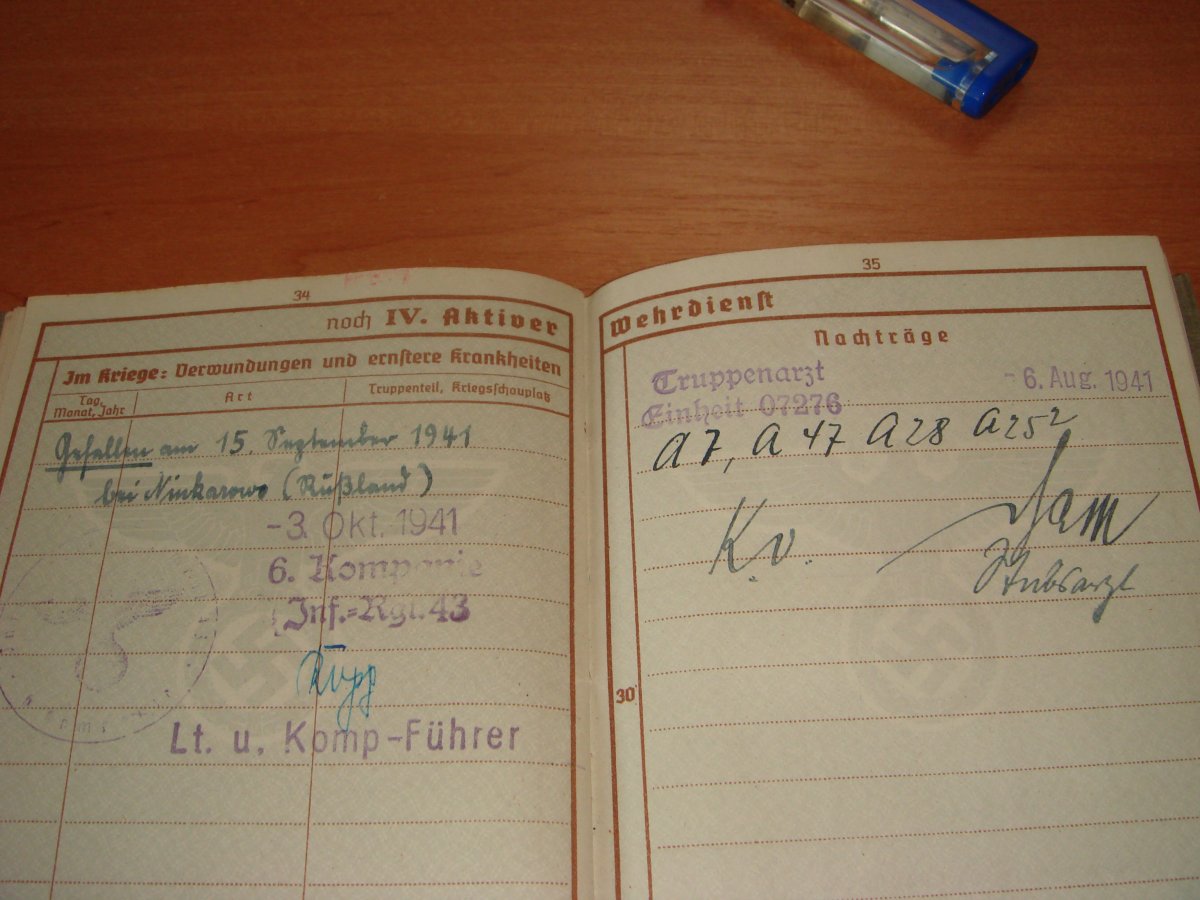 34
noch IV. Aktiver
Im Kriege: Verwundungen und ernstere Krankheiten
Tag, Monat, Jahr
Art
Truppenteil, Kriegsschauplatz
Gefallen am 15. September 1941
bei (Rußland)
-3. Okt. 1941
6. Kompanie
Inf.=Rgt. 43
Lt. u. Komp-Führer
35
Wehrdienst
Nachträge
Truppenarzt
Einheit 07276
- 6. Aug. 1941
A 7, A 47 A 28 A 252
Kv.
Stabsarzt
30